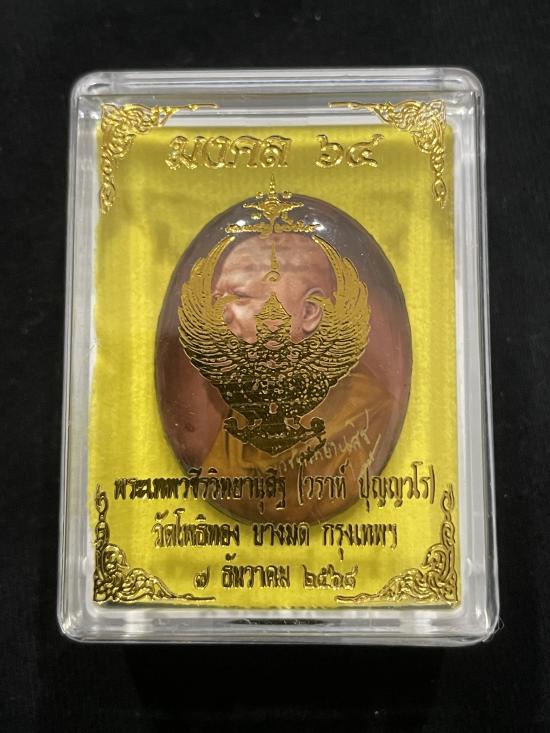 มงคล ๖๔
พระเทพวชิรวิทยานุสิฐ (วราห์ ปุญญวโร)
วัดโพธิทอง บางมด กรุงเทพฯ
๗ ธันวาคม ๒๕๖๘